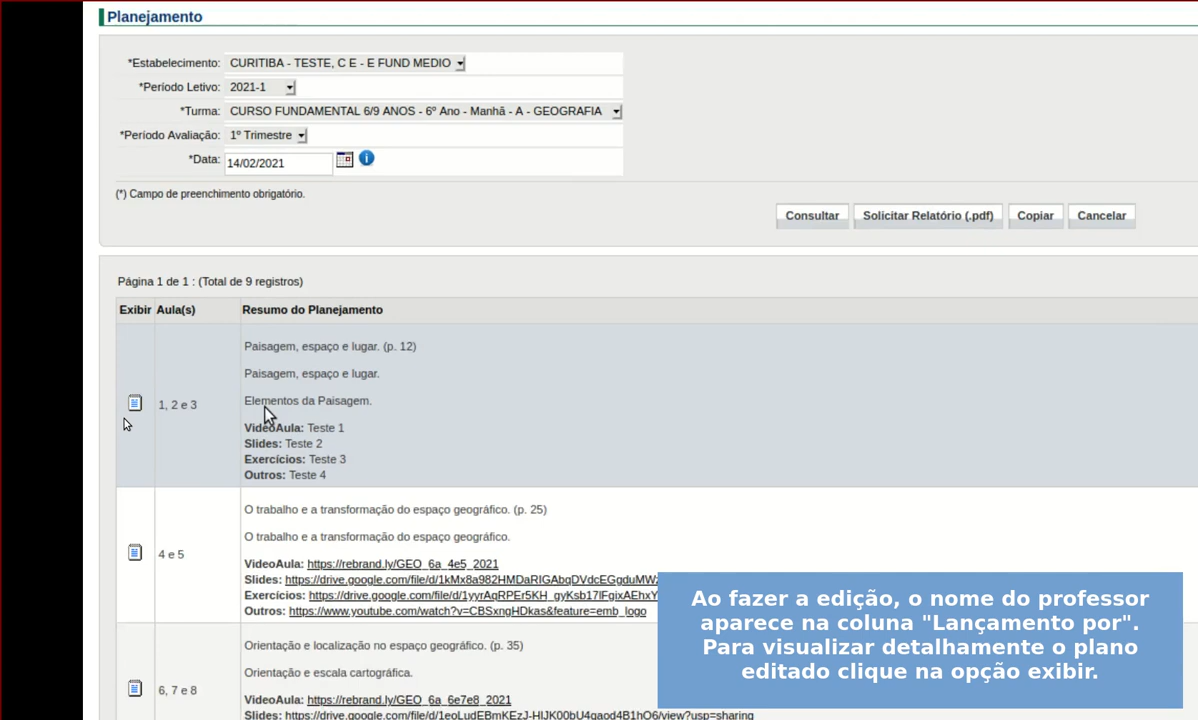 Planejamento
*Estabelecimento: CURITIBA - TESTE, C E - E FUND MEDIO
*Período Letivo: 2021-1
*Turma: CURSO FUNDAMENTAL 6/9 ANOS - 6º Ano - Manhã - A - GEOGRAFIA
*Período Avaliação: 1º Trimestre
*Data: 14/02/2021
(*) Campo de preenchimento obrigatório.
Consultar Solicitar Relatório (.pdf) Copiar Cancelar
Página 1 de 1 : (Total de 9 registros)
Exibir Aula(s) Resumo do Planejamento
Paisagem, espaço e lugar. (p. 12)
Paisagem, espaço e lugar.
Elementos da Paisagem.
1, 2 e 3
VideoAula: Teste 1
Slides: Teste 2
Exercícios: Teste 3
Outros: Teste 4
O trabalho e a transformação do espaço geográfico. (p. 25)
O trabalho e a transformação do espaço geográfico.
4 e 5
VideoAula: https://rebrand.ly/GEO_6a_4e5_2021
Slides:
Exercícios:
Outros: https://www.youtube.com/watch?v=CBSxngHDkas&feature=emb_logo
Orientação e localização no espaço geográfico. (p. 35)
Orientação e escala cartográfica.
6, 7 e 8
VideoAula: https://rebrand.ly/GEO_6a_6e7e8_2021
Slides:
Ao fazer a edição, o nome do professor
aparece na coluna "Lançamento por".
Para visualizar detalhamente o plano
editado clique na opção exibir.